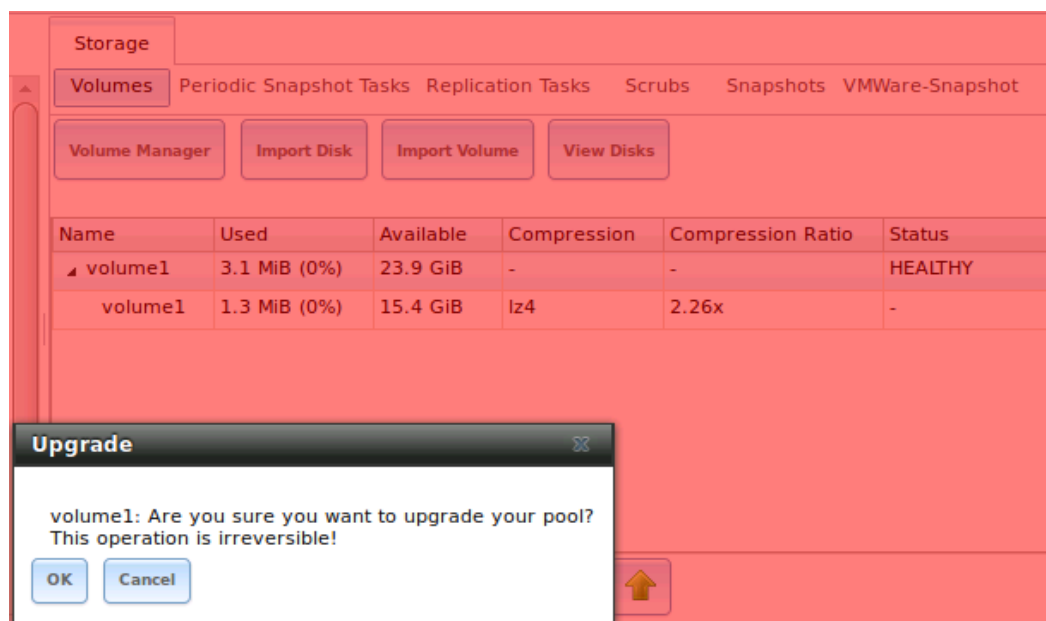 Storage
Volumes Periodic Snapshot Tasks Replication Tasks Scrubs Snapshots VMWare-Snapshot
Volume Manager Import Disk Import Volume View Disks
Name Used Available Compression Compression Ratio Status
volume1 3.1 MiB (0%) 23.9 GiB - - HEALTHY
volume1 1.3 MiB (0%) 15.4 GiB lz4 2.26x -
Upgrade
volume1: Are you sure you want to upgrade your pool?
This operation is irreversible!
OK Cancel